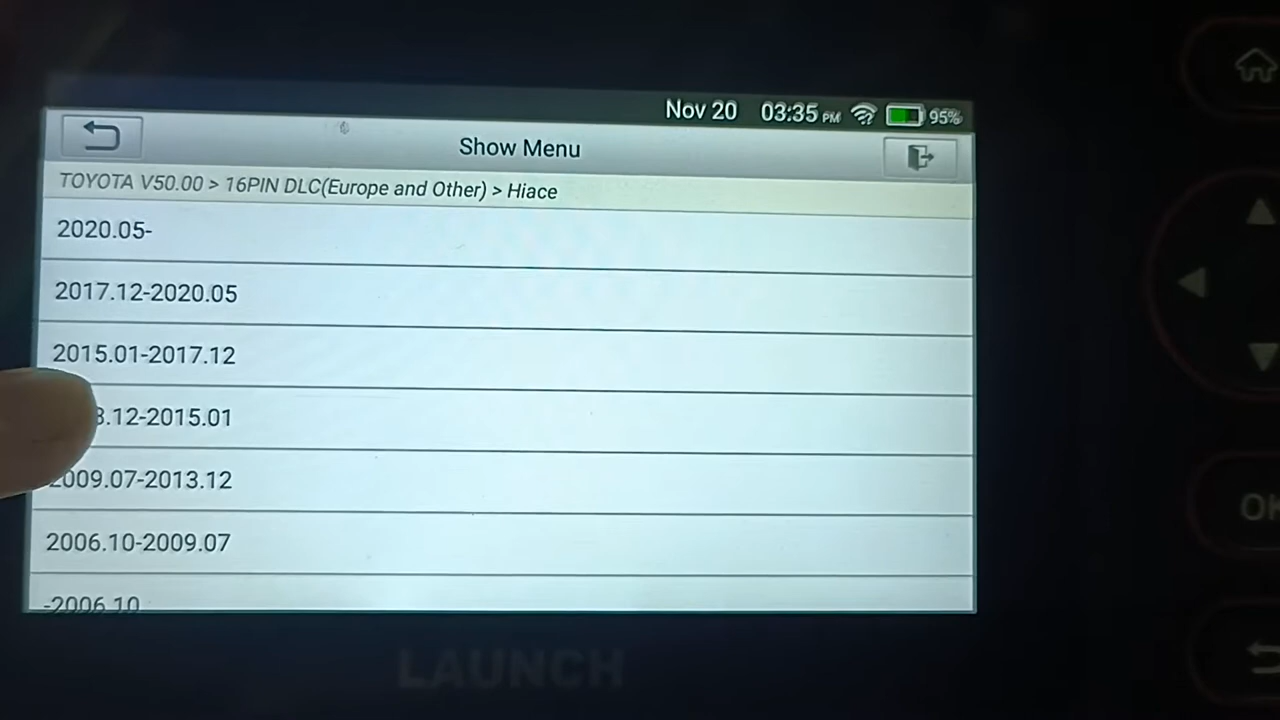 Nov 20 03:35 PM 95%
Show Menu
TOYOTA V50.00 > 16PIN DLC(Europe and Other) > Hiace
2020.05-
2017.12-2020.05
2015.01-2017.12
3.12-2015.01
2009.07-2013.12
2006.10-2009.07
-2006.10
LAUNCH